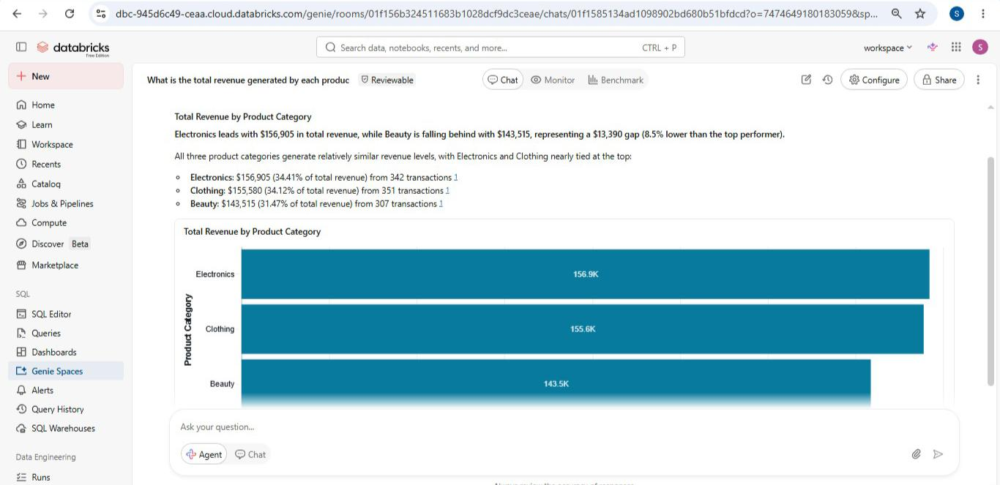 dbc-945d6c49-ceaa.cloud.databricks.com/genie/rooms/01f156b324511683b1028dcf9dc3ceae/chats/01f1585134ad1098902bd680b51bfdcd?o=7474649180183059&sp...
S
databricks
Free Edition
Search data, notebooks, recents, and more...
CTRL + P
workspace
S
New
Home
Learn
Workspace
Recents
Catalog
Jobs & Pipelines
Compute
Discover Beta
Marketplace
SQL
SQL Editor
Queries
Dashboards
Genie Spaces
Alerts
Query History
SQL Warehouses
Data Engineering
Runs
What is the total revenue generated by each produc
Reviewable
Chat
Monitor
Benchmark
Configure
Share
Total Revenue by Product Category
Electronics leads with $156,905 in total revenue, while Beauty is falling behind with $143,515, representing a $13,390 gap (8.5% lower than the top performer).
All three product categories generate relatively similar revenue levels, with Electronics and Clothing nearly tied at the top:
Electronics: $156,905 (34.41% of total revenue) from 342 transactions 1
Clothing: $155,580 (34.12% of total revenue) from 351 transactions 1
Beauty: $143,515 (31.47% of total revenue) from 307 transactions 1
Total Revenue by Product Category
Product Category
Electronics
156.9K
Clothing
155.6K
Beauty
143.5K
Ask your question...
Agent
Chat